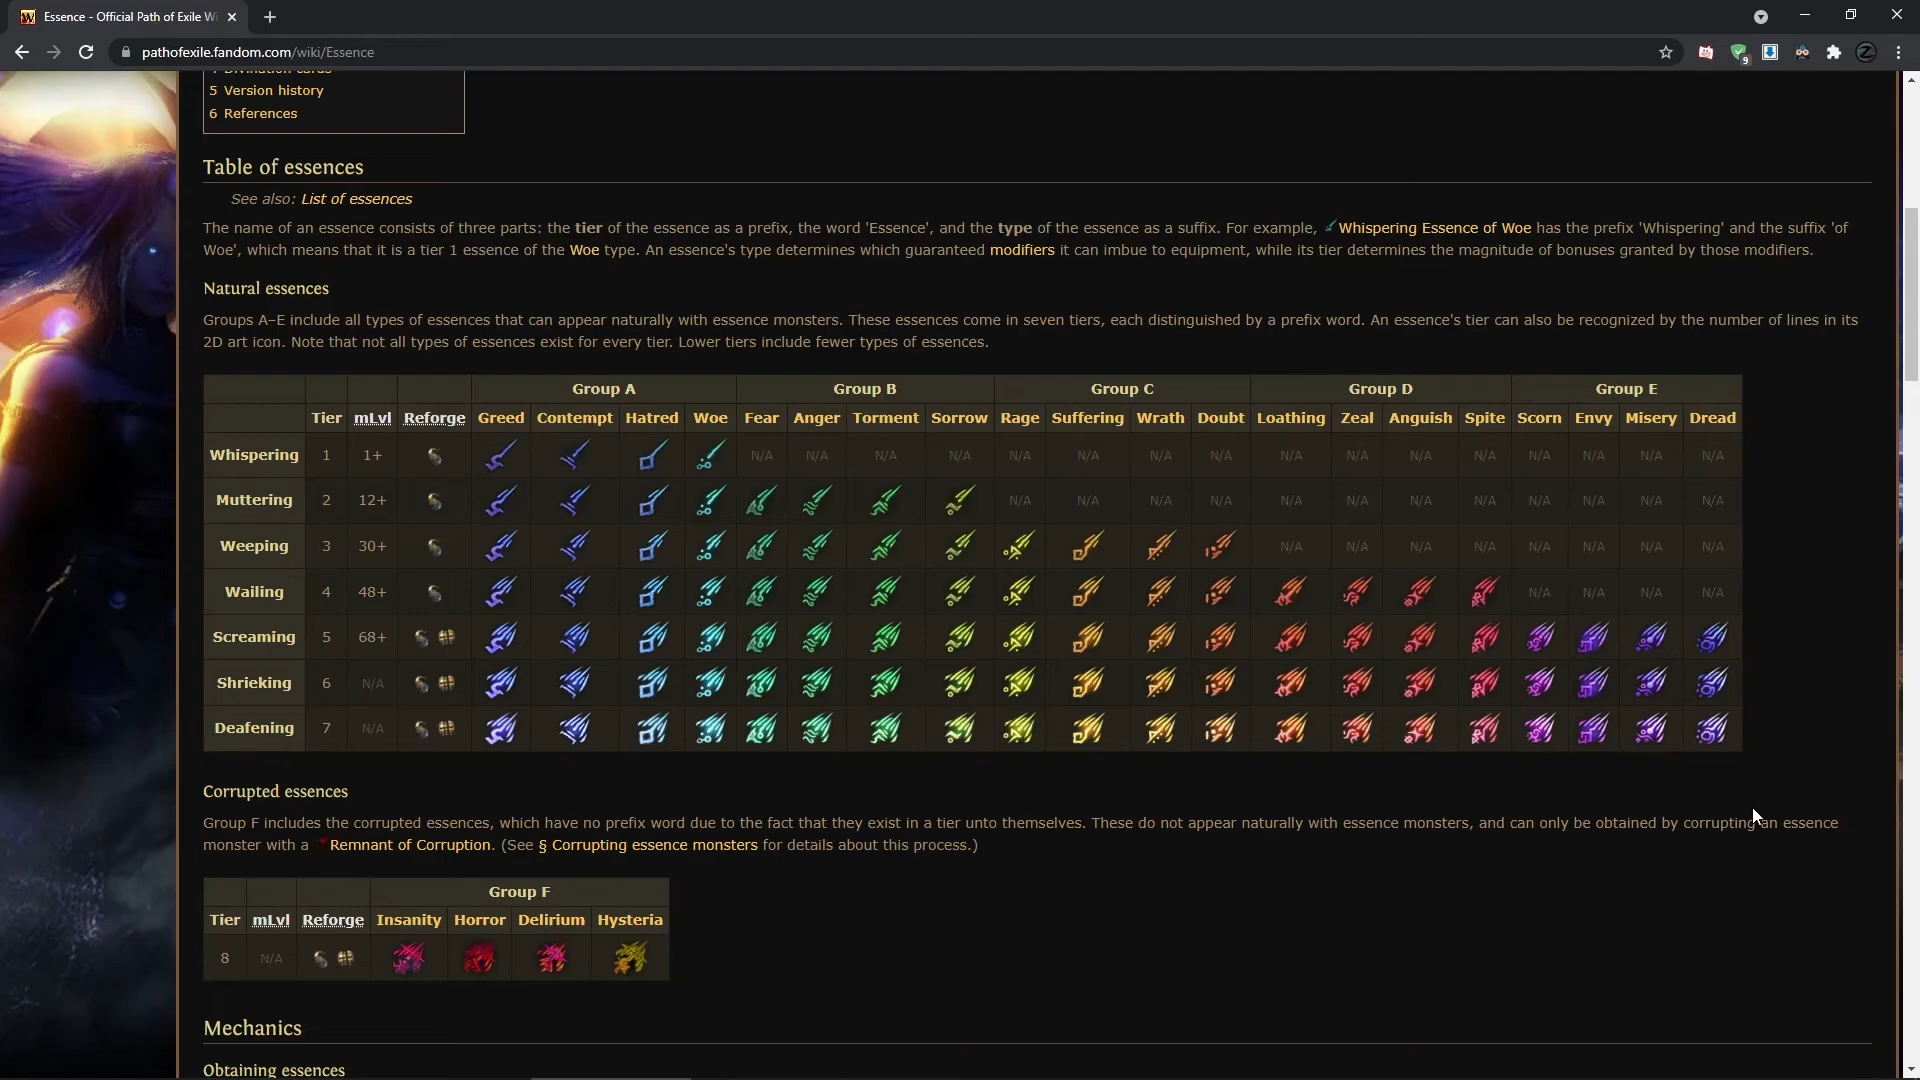 Essence - Official Path of Exile Wi
pathofexile.fandom.com/wiki/Essence
9
4 Divination cards
5 Version history
6 References
Table of essences
See also: List of essences
The name of an essence consists of three parts: the tier of the essence as a prefix, the word 'Essence', and the type of the essence as a suffix. For example, Whispering Essence of Woe has the prefix 'Whispering' and the suffix 'of
Woe', which means that it is a tier 1 essence of the Woe type. An essence's type determines which guaranteed modifiers it can imbue to equipment, while its tier determines the magnitude of bonuses granted by those modifiers.
Natural essences
Groups A–E include all types of essences that can appear naturally with essence monsters. These essences come in seven tiers, each distinguished by a prefix word. An essence's tier can also be recognized by the number of lines in its
2D art icon. Note that not all types of essences exist for every tier. Lower tiers include fewer types of essences.
Group A Group B Group C Group D Group E
Tier mLvl Reforge Greed Contempt Hatred Woe Fear Anger Torment Sorrow Rage Suffering Wrath Doubt Loathing Zeal Anguish Spite Scorn Envy Misery Dread
Whispering 1 1+ N/A N/A N/A N/A N/A N/A N/A N/A N/A N/A N/A N/A N/A N/A N/A N/A
Muttering 2 12+ N/A N/A N/A N/A N/A N/A N/A N/A N/A N/A N/A N/A
Weeping 3 30+ N/A N/A N/A N/A N/A N/A N/A N/A
Wailing 4 48+ N/A N/A N/A N/A
Screaming 5 68+
Shrieking 6 N/A
Deafening 7 N/A
Corrupted essences
Group F includes the corrupted essences, which have no prefix word due to the fact that they exist in a tier unto themselves. These do not appear naturally with essence monsters, and can only be obtained by corrupting an essence
monster with a Remnant of Corruption. (See § Corrupting essence monsters for details about this process.)
Group F
Tier mLvl Reforge Insanity Horror Delirium Hysteria
8 N/A
Mechanics
Obtaining essences